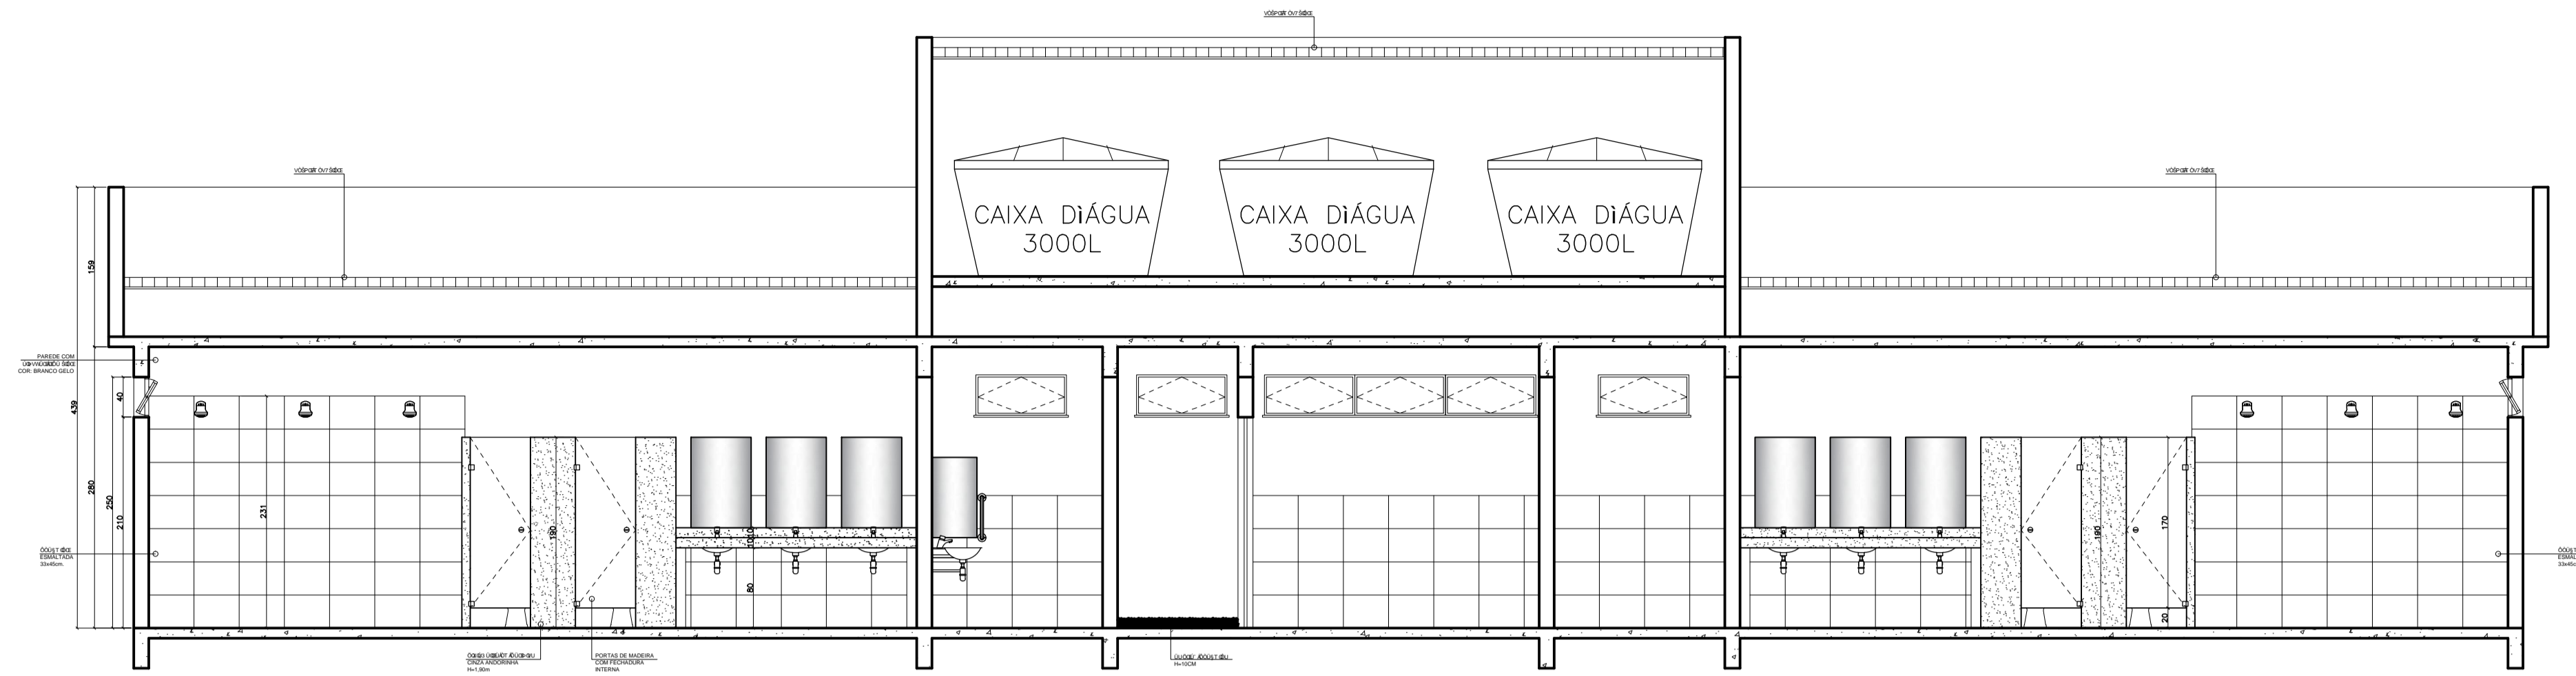 CAIXA DìÁGUA
3000L
CAIXA DìÁGUA
3000L
CAIXA DìÁGUA
3000L
159
439
280
250
210
40
231
190
10
10
80
170
190
20
PAREDE COM
COR: BRANCO GELO
ESMALTADA
33x45cm.
CINZA ANDORINHA
H=1,90m
PORTAS DE MADEIRA
COM FECHADURA
INTERNA
H=10CM